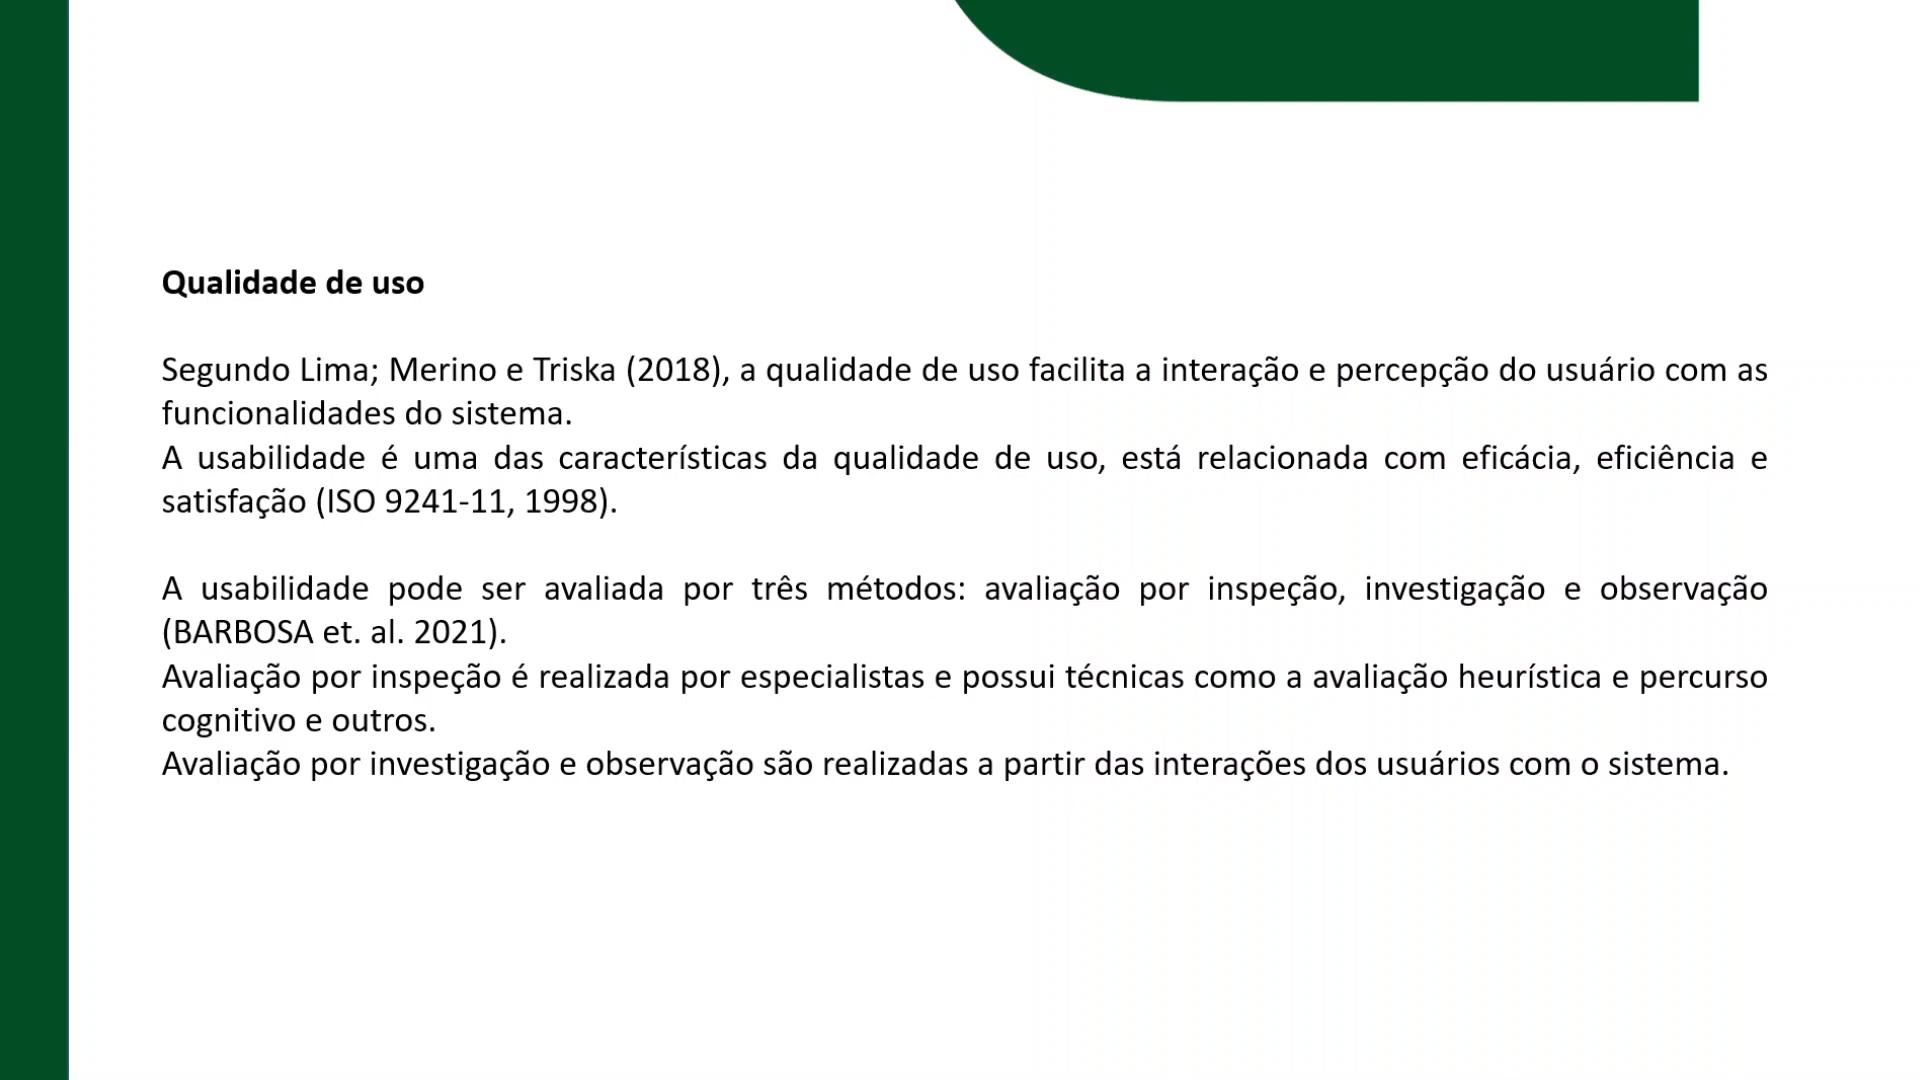 Qualidade de uso
Segundo Lima; Merino e Triska (2018), a qualidade de uso facilita a interação e percepção do usuário com as
funcionalidades do sistema.
A usabilidade é uma das características da qualidade de uso, está relacionada com eficácia, eficiência e
satisfação (ISO 9241-11, 1998).
A usabilidade pode ser avaliada por três métodos: avaliação por inspeção, investigação e observação
(BARBOSA et. al. 2021).
Avaliação por inspeção é realizada por especialistas e possui técnicas como a avaliação heurística e percurso
cognitivo e outros.
Avaliação por investigação e observação são realizadas a partir das interações dos usuários com o sistema.